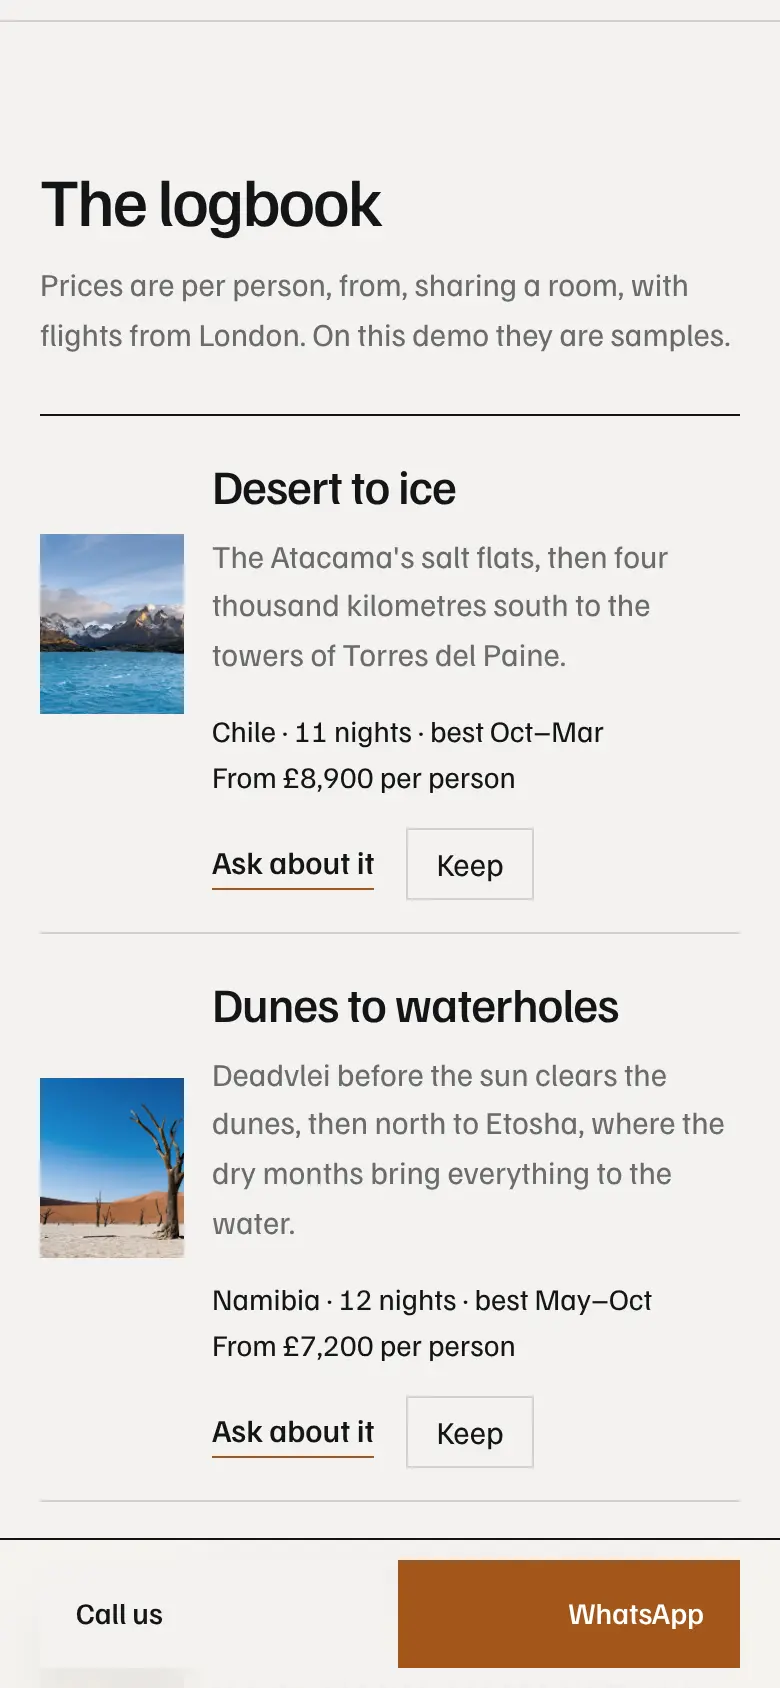 The logbook
Prices are per person, from, sharing a room, with
flights from London. On this demo they are samples.
Desert to ice
The Atacama's salt flats, then four
thousand kilometres south to the
towers of Torres del Paine.
Chile · 11 nights · best Oct–Mar
From £8,900 per person
Ask about it Keep
Dunes to waterholes
Deadvlei before the sun clears the
dunes, then north to Etosha, where the
dry months bring everything to the
water.
Namibia · 12 nights · best May–Oct
From £7,200 per person
Ask about it Keep
Call us WhatsApp